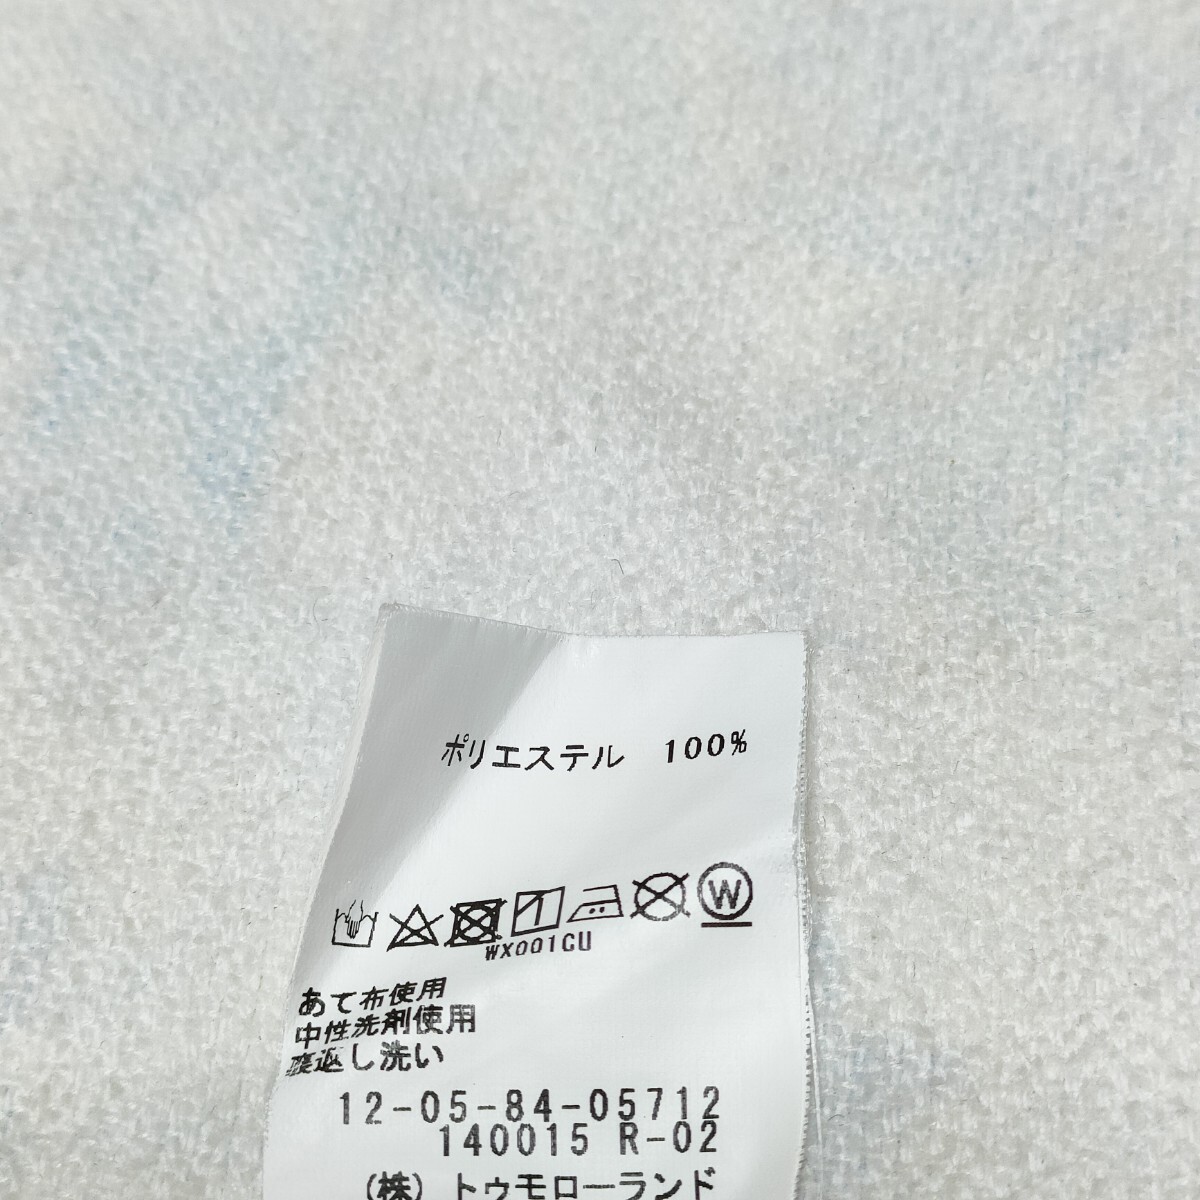 ポリエステル 100%
W
WX001CU
あて布使用
中性洗剤使用
裏返し洗い
12-05-84-05712
140015 R-02
(株)トゥモローランド